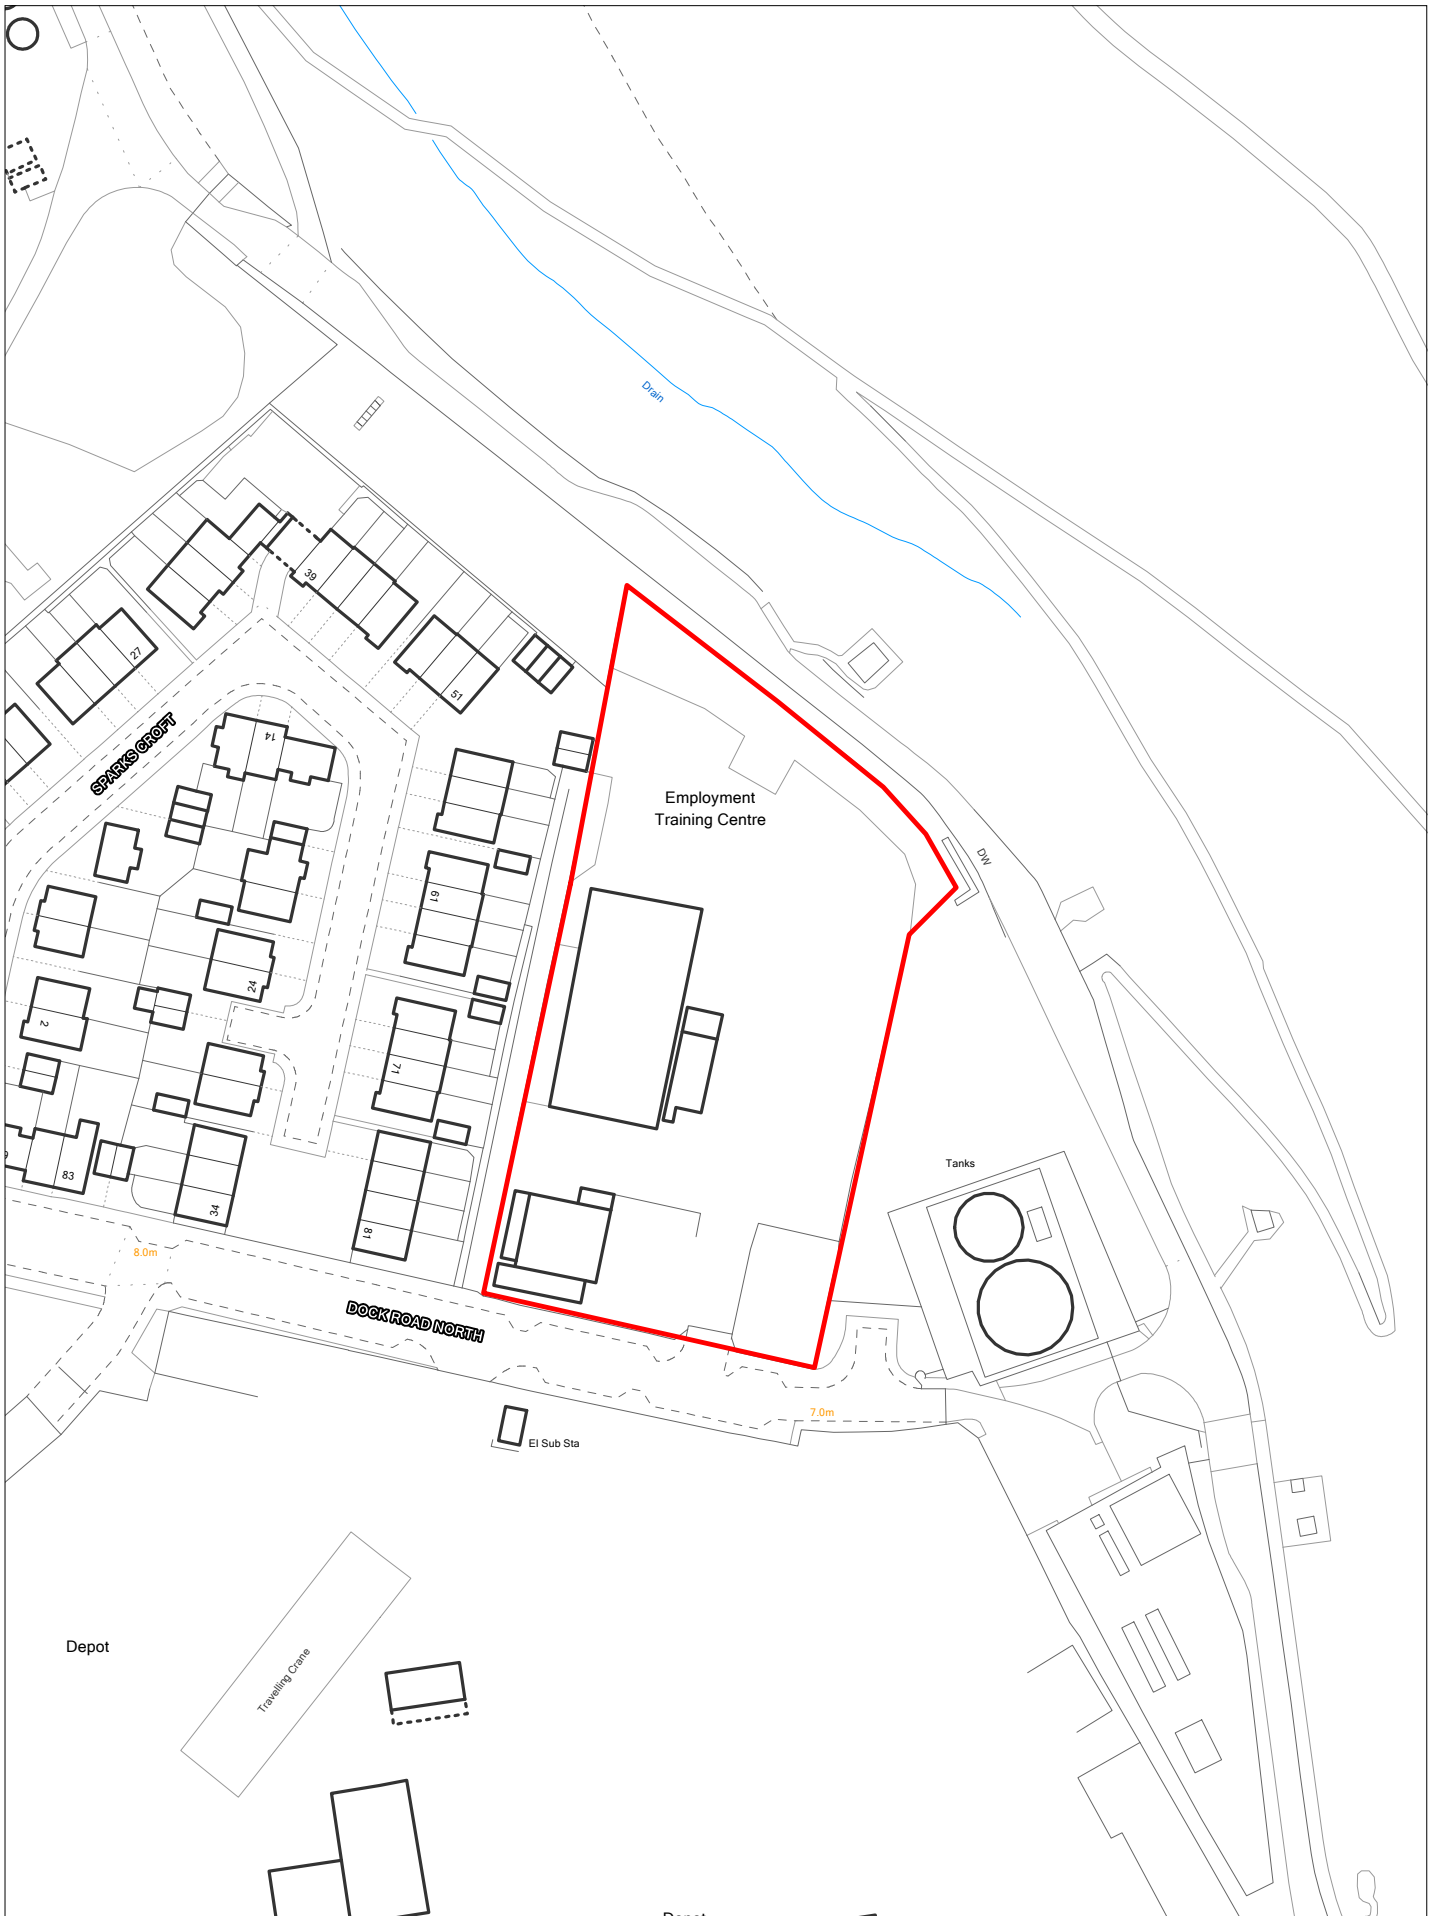 Drain
39
27
51
SPARKS CROFT
14
Employment
Training Centre
DW
61
24
2
71
Tanks
83
34
81
8.0m
DOCK ROAD NORTH
7.0m
El Sub Sta
Depot
Travelling Crane